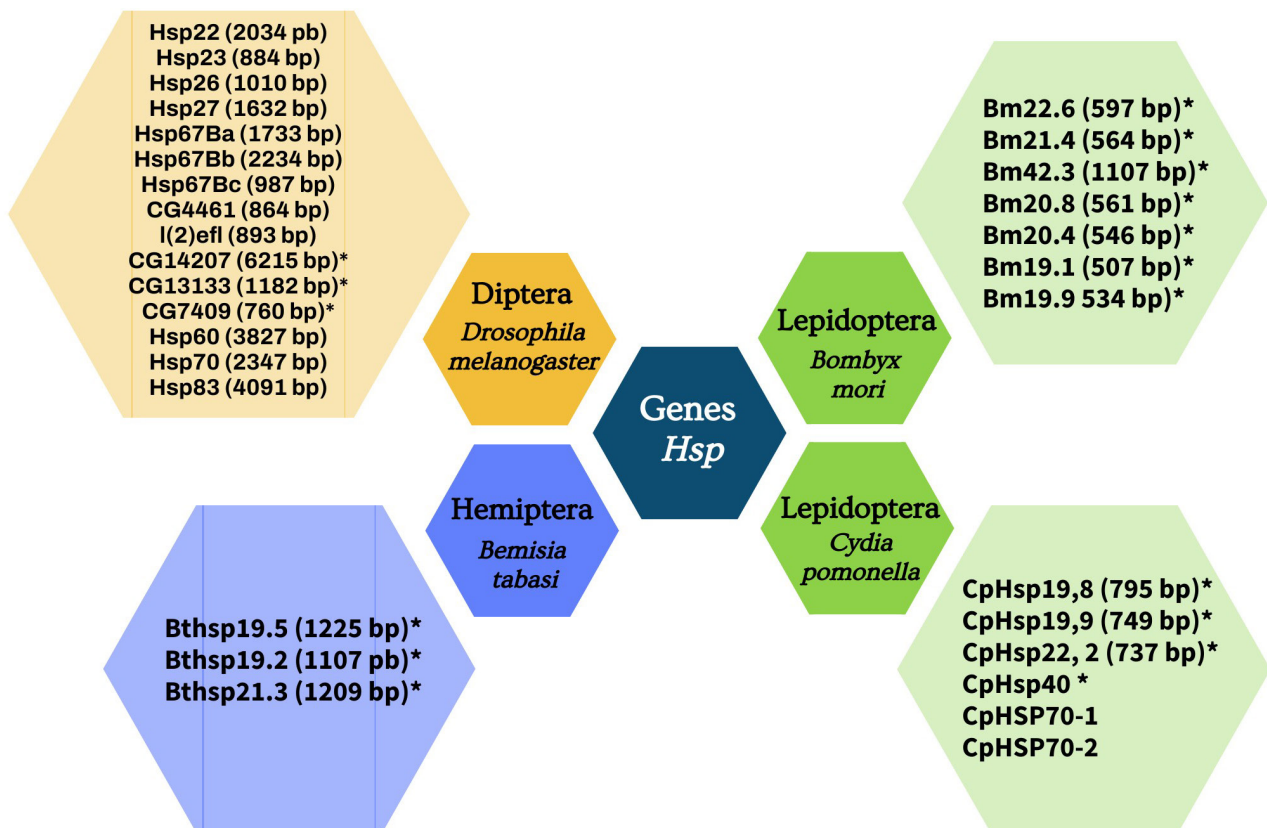 Hsp22 (2034 pb)
Hsp23 (884 bp)
Hsp26 (1010 bp)
Hsp27 (1632 bp)
Hsp67Ba (1733 bp)
Hsp67Bb (2234 bp)
Hsp67Bc (987 bp)
CG4461 (864 bp)
l(2)efl (893 bp)
CG14207 (6215 bp)*
CG13133 (1182 bp)*
CG7409 (760 bp)*
Hsp60 (3827 bp)
Hsp70 (2347 bp)
Hsp83 (4091 bp)
Diptera
Drosophila
melanogaster
Genes
Hsp
Lepidoptera
Bombyx
mori
Bm22.6 (597 bp)*
Bm21.4 (564 bp)*
Bm42.3 (1107 bp)*
Bm20.8 (561 bp)*
Bm20.4 (546 bp)*
Bm19.1 (507 bp)*
Bm19.9 534 bp)*
Hemiptera
Bemisia
tabasi
Bthsp19.5 (1225 bp)*
Bthsp19.2 (1107 pb)*
Bthsp21.3 (1209 bp)*
Lepidoptera
Cydia
pomonella
CpHsp19,8 (795 bp)*
CpHsp19,9 (749 bp)*
CpHsp22, 2 (737 bp)*
CpHsp40 *
CpHSP70-1
CpHSP70-2